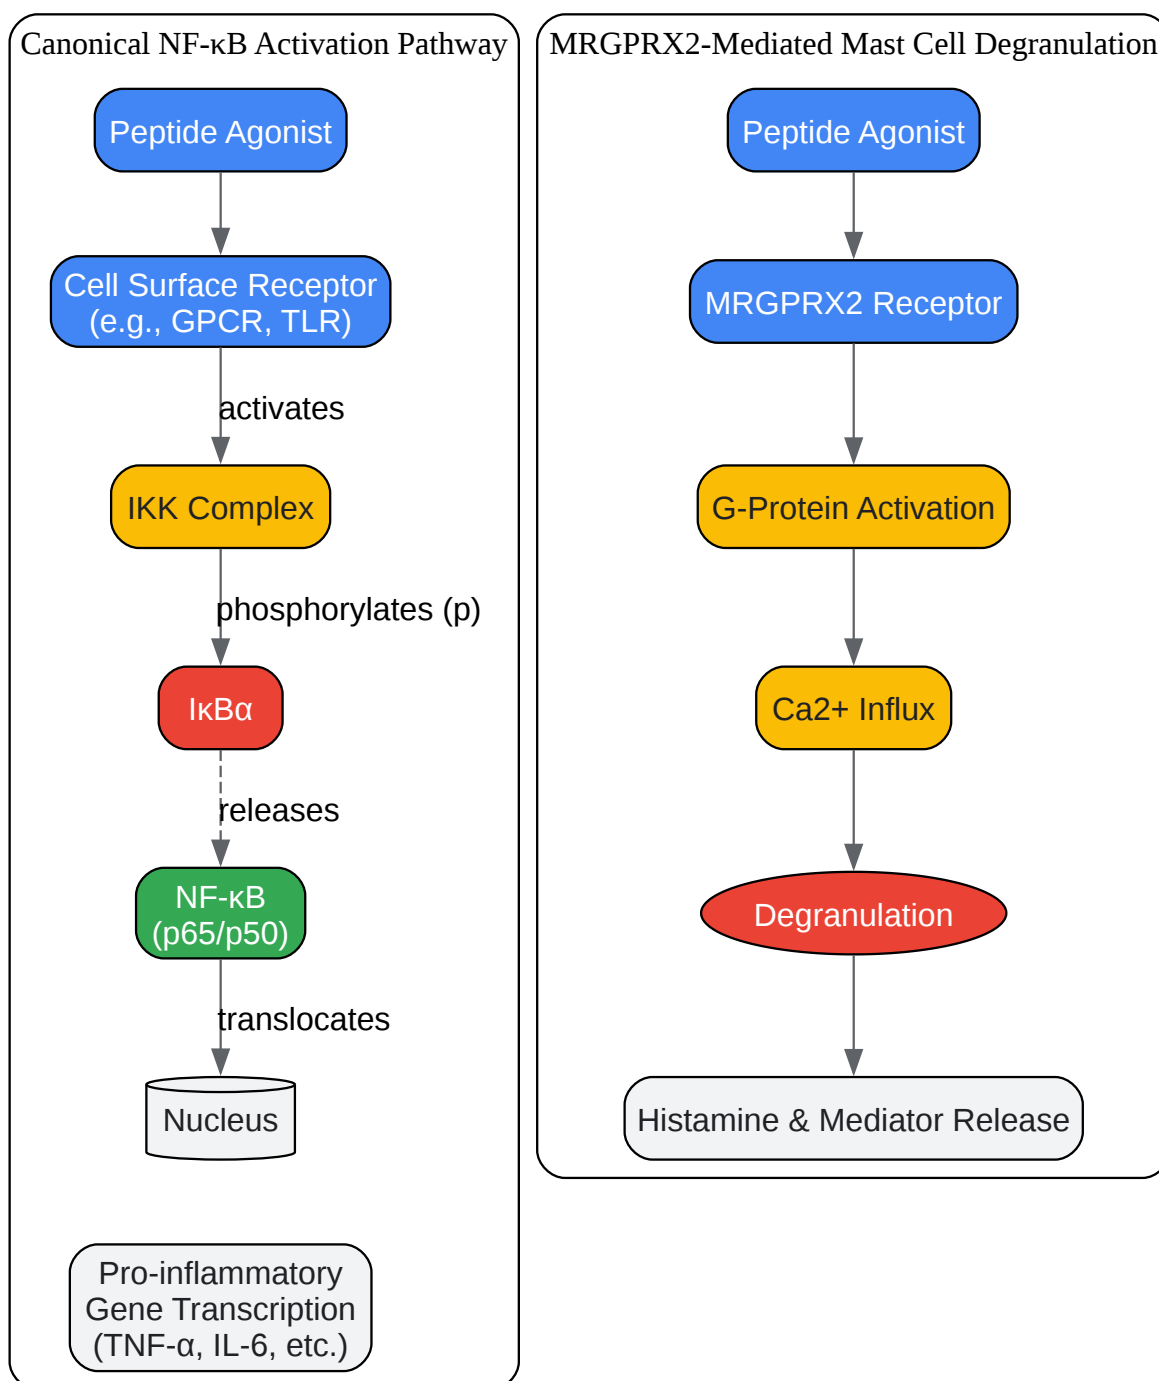 Canonical NF-κB Activation Pathway
Peptide Agonist
Cell Surface Receptor
(e.g., GPCR, TLR)
activates
IKK Complex
phosphorylates (p)
IκBα
releases
NF-κB
(p65/p50)
translocates
Nucleus
Pro-inflammatory
Gene Transcription
(TNF-α, IL-6, etc.)
MRGPRX2-Mediated Mast Cell Degranulation
Peptide Agonist
MRGPRX2 Receptor
G-Protein Activation
Ca2+ Influx
Degranulation
Histamine & Mediator Release